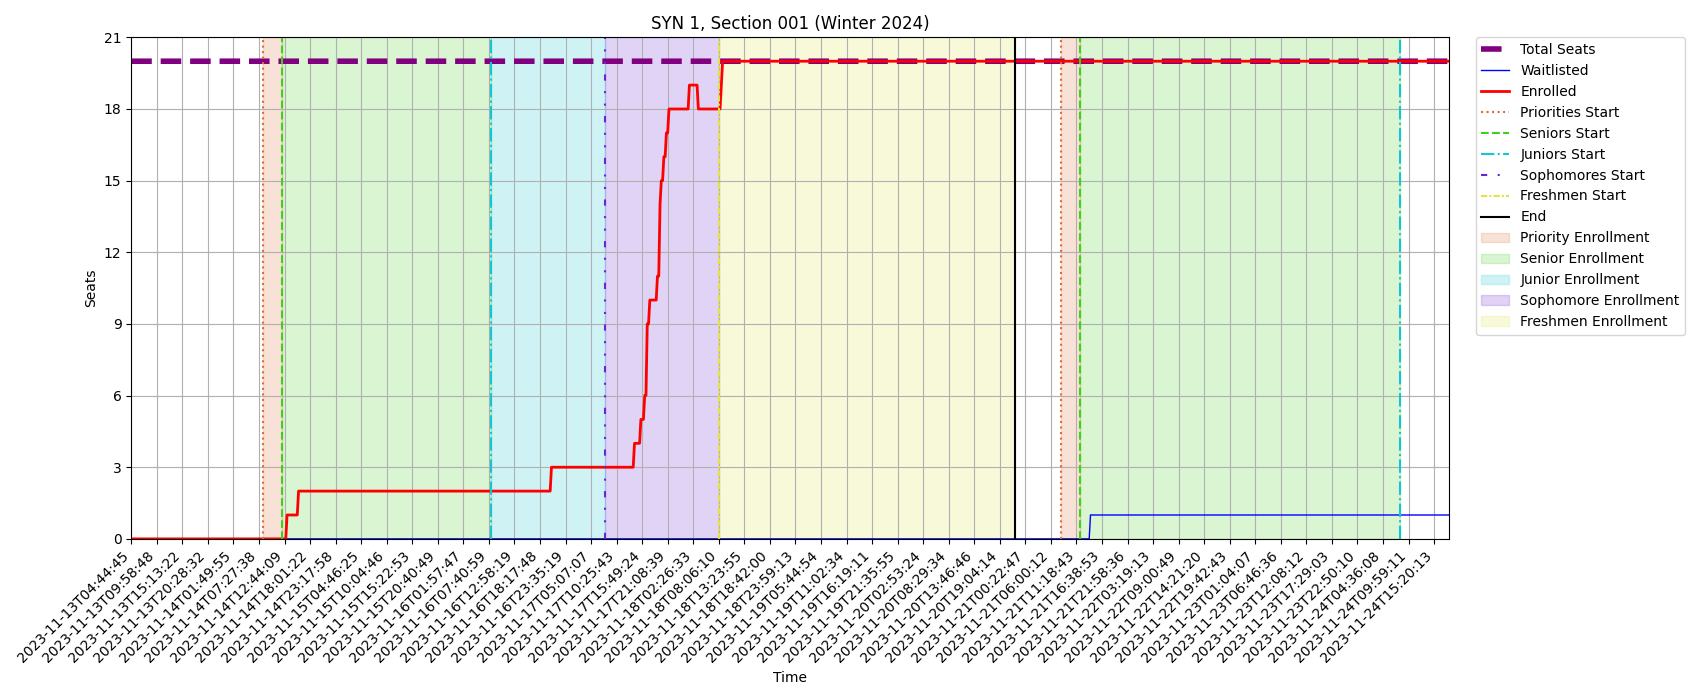 SYN 1, Section 001 (Winter 2024)
21
18
15
12
9
6
3
0
Seats
2023-11-13T04:44:45
2023-11-13T09:58:48
2023-11-13T15:13:22
2023-11-13T20:28:32
2023-11-14T01:49:55
2023-11-14T07:27:38
2023-11-14T12:44:09
2023-11-14T18:01:22
2023-11-14T23:17:58
2023-11-15T04:46:25
2023-11-15T10:04:46
2023-11-15T15:22:53
2023-11-15T20:40:49
2023-11-16T01:57:47
2023-11-16T07:40:59
2023-11-16T12:58:19
2023-11-16T18:17:48
2023-11-16T23:35:19
2023-11-17T05:07:07
2023-11-17T10:25:43
2023-11-17T15:49:24
2023-11-17T21:08:39
2023-11-18T02:26:33
2023-11-18T08:06:10
2023-11-18T13:23:55
2023-11-18T18:42:00
2023-11-18T23:59:13
2023-11-19T05:44:54
2023-11-19T11:02:34
2023-11-19T16:19:11
2023-11-19T21:35:55
2023-11-20T02:53:24
2023-11-20T08:29:34
2023-11-20T13:46:46
2023-11-20T19:04:14
2023-11-21T00:22:47
2023-11-21T06:00:12
2023-11-21T11:18:43
2023-11-21T16:38:53
2023-11-21T21:58:36
2023-11-22T03:19:13
2023-11-22T09:00:49
2023-11-22T14:21:20
2023-11-22T19:42:43
2023-11-23T01:04:07
2023-11-23T06:46:36
2023-11-23T12:08:12
2023-11-23T17:29:03
2023-11-23T22:50:10
2023-11-24T04:36:08
2023-11-24T09:59:11
2023-11-24T15:20:13
Time
Total Seats
Waitlisted
Enrolled
Priorities Start
Seniors Start
Juniors Start
Sophomores Start
Freshmen Start
End
Priority Enrollment
Senior Enrollment
Junior Enrollment
Sophomore Enrollment
Freshmen Enrollment